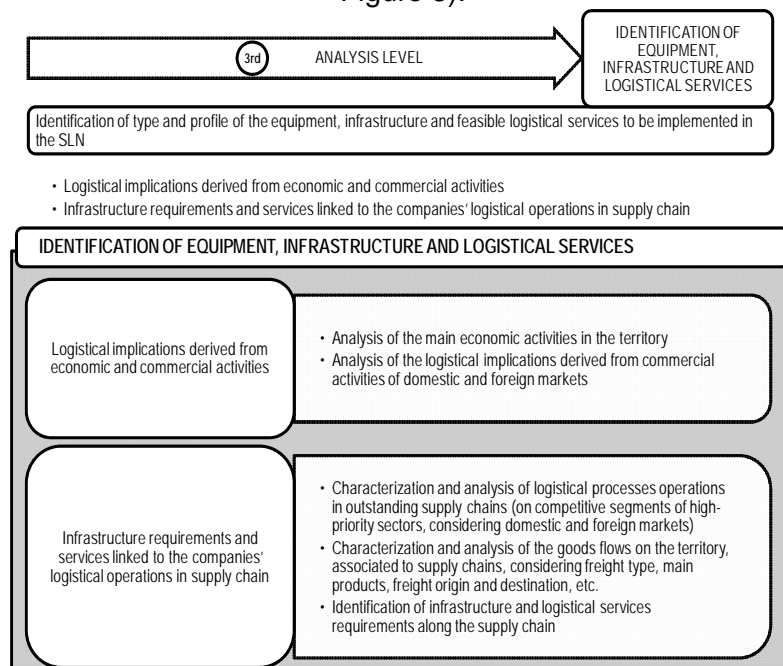 Figure 3).
3rd
ANALYSIS LEVEL
IDENTIFICATION OF
EQUIPMENT,
INFRASTRUCTURE AND
LOGISTICAL SERVICES
Identification of type and profile of the equipment, infrastructure and feasible logistical services to be implemented in
the SLN
• Logistical implications derived from economic and commercial activities
• Infrastructure requirements and services linked to the companies' logistical operations in supply chain
IDENTIFICATION OF EQUIPMENT, INFRASTRUCTURE AND LOGISTICAL SERVICES
Logistical implications derived from
economic and commercial activities
• Analysis of the main economic activities in the territory
• Analysis of the logistical implications derived from commercial
activities of domestic and foreign markets
Infrastructure requirements and
services linked to the companies'
logistical operations in supply chain
• Characterization and analysis of logistical processes operations
in outstanding supply chains (on competitive segments of high-
priority sectors, considering domestic and foreign markets)
• Characterization and analysis of the goods flows on the territory,
associated to supply chains, considering freight type, main
products, freight origin and destination, etc.
• Identification of infrastructure and logistical services
requirements along the supply chain